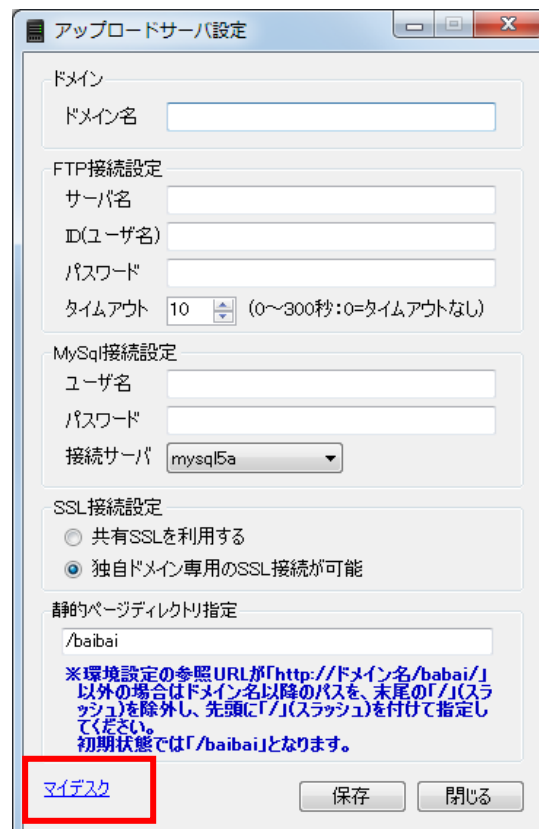 アップロードサーバ設定
ドメイン
ドメイン名
FTP接続設定
サーバ名
ID(ユーザ名)
パスワード
タイムアウト 10 (0～300秒:0=タイムアウトなし)
MySql接続設定
ユーザ名
パスワード
接続サーバ mysql5a
SSL接続設定
共有SSLを利用する
独自ドメイン専用のSSL接続が可能
静的ページディレクトリ指定
/baibai
※環境設定の参照URLが「http://ドメイン名/babai/」
以外の場合はドメイン名以降のパスを、末尾の「/」(スラ
ッシュ)を除外し、先頭に「/」(スラッシュ)を付けて指定し
てください。
初期状態では「/baibai」となります。
マイデスク 保存 閉じる